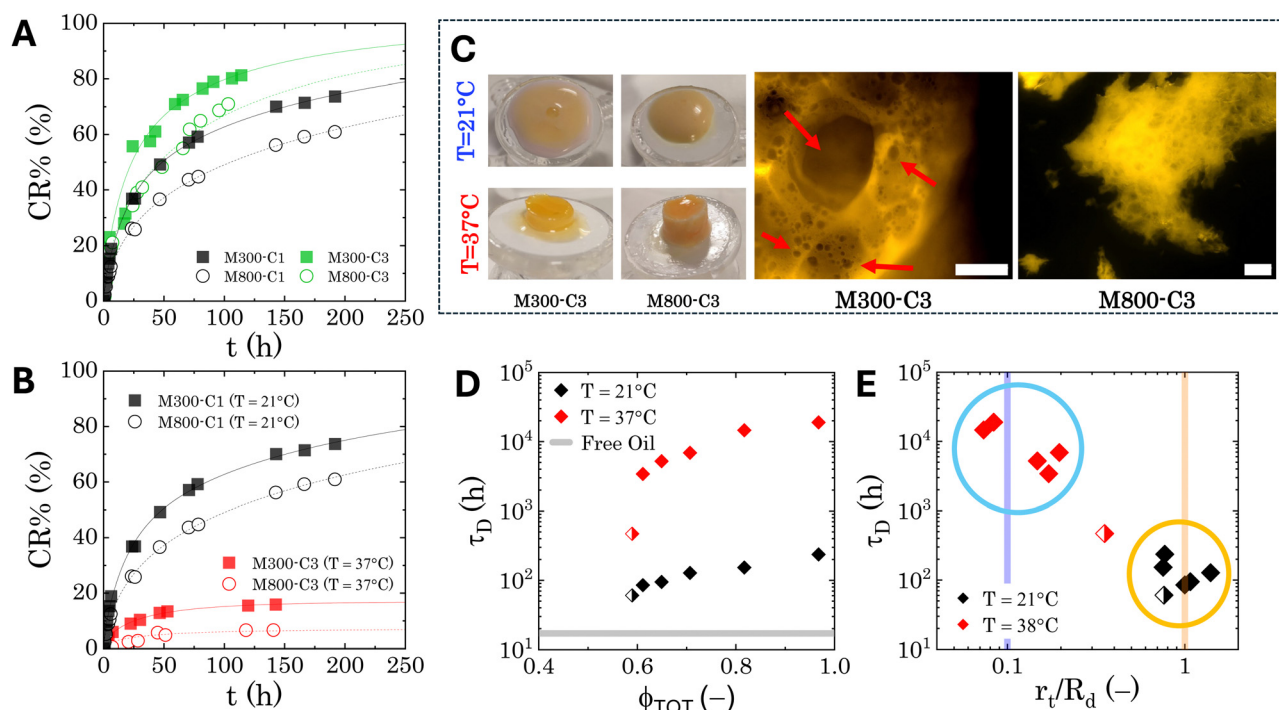 A
CR% (%)
100
80
60
40
20
0
M300-C1
M300-C3
M800-C1
M800-C3
0
50
100
150
200
250
t (h)
C
T=21°C
T=37°C
M300-C3
M800-C3
M300-C3
M800-C3
B
CR% (%)
100
80
60
40
20
0
M300-C1 (T = 21°C)
M800-C1 (T = 21°C)
M300-C3 (T = 37°C)
M800-C3 (T = 37°C)
0
50
100
150
200
250
t (h)
D
τD (h)
10⁵
10⁴
10³
10²
10¹
T = 21°C
T = 37°C
Free Oil
0.4
0.6
0.8
1.0
ϕTOT (–)
E
τD (h)
10⁵
10⁴
10³
10²
10¹
T = 21°C
T = 38°C
0.1
1
rt/Rd (–)